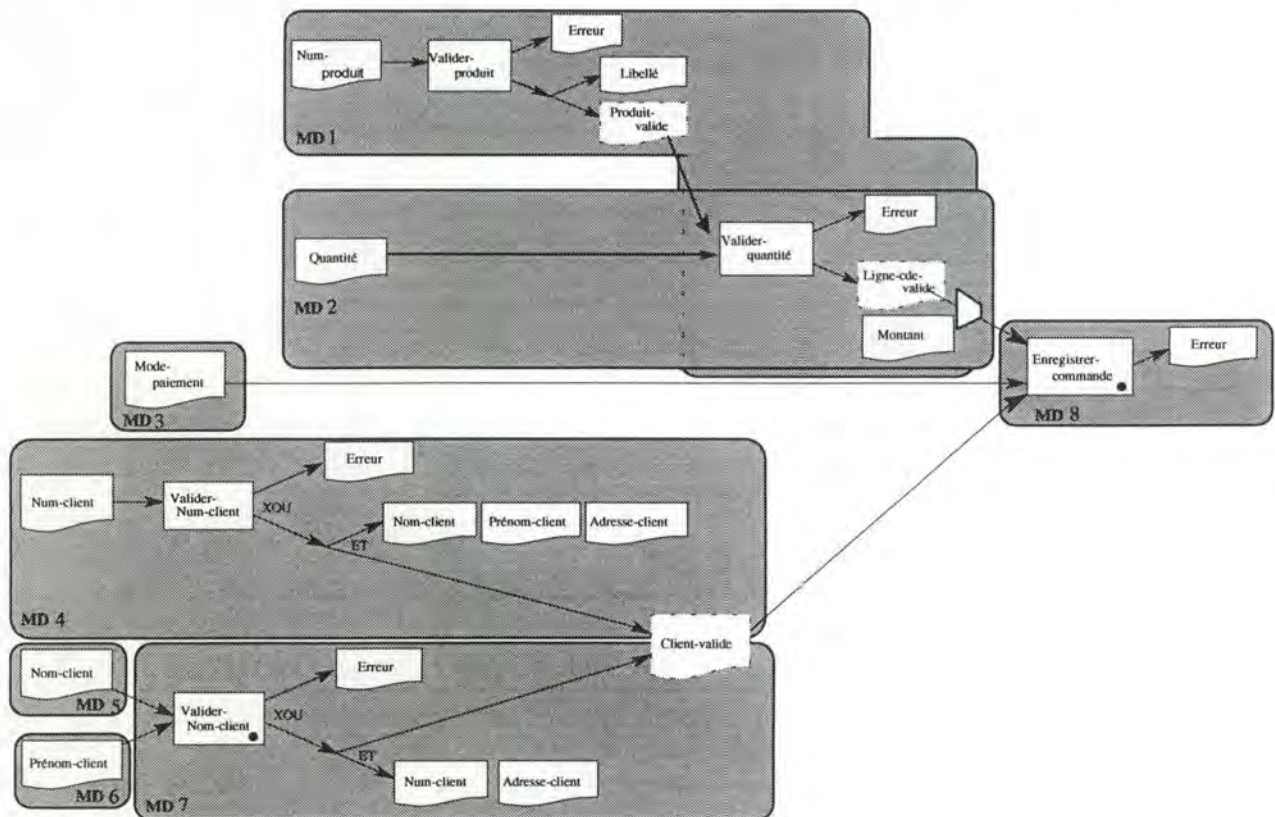 Erreur
Num-
produit
Valider-
produit
Libellé
Produit-
valide
MD 1
Erreur
Valider-
quantité
Quantité
Ligne-cde-
valide
MD 2
Montant
Erreur
Mode-
paiement
Enregistrer-
commande
MD 3
MD 8
Erreur
Num-client
Valider-
Num-client
XOU
Nom-client
Prénom-client
Adresse-client
ET
MD 4
Client-valide
Nom-client
Erreur
MD 5
Valider-
Nom-client
XOU
Prénom-client
ET
Num-client
Adresse-client
MD 6
MD 7